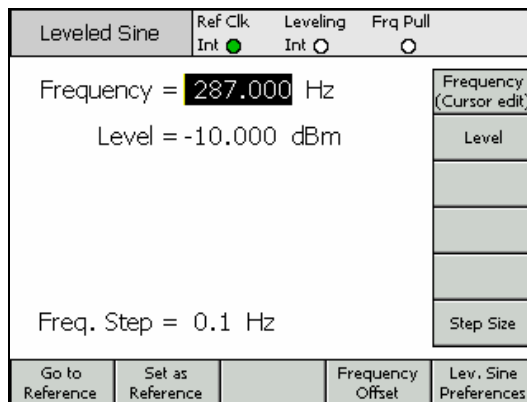 Leveled Sine
Ref Clk Leveling Frq Pull
Int Int
Frequency = 287.000 Hz
Level = -10.000 dBm
Freq. Step = 0.1 Hz
Frequency
(Cursor edit)
Level
Step Size
Go to
Reference
Set as
Reference
Frequency
Offset
Lev. Sine
Preferences